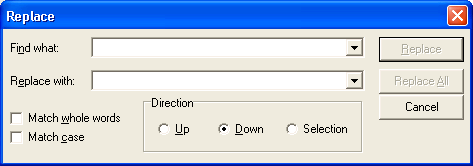 Replace
Find what:
Replace
Replace with:
Replace All
Cancel
Match whole words
Match case
Direction
Up
Down
Selection